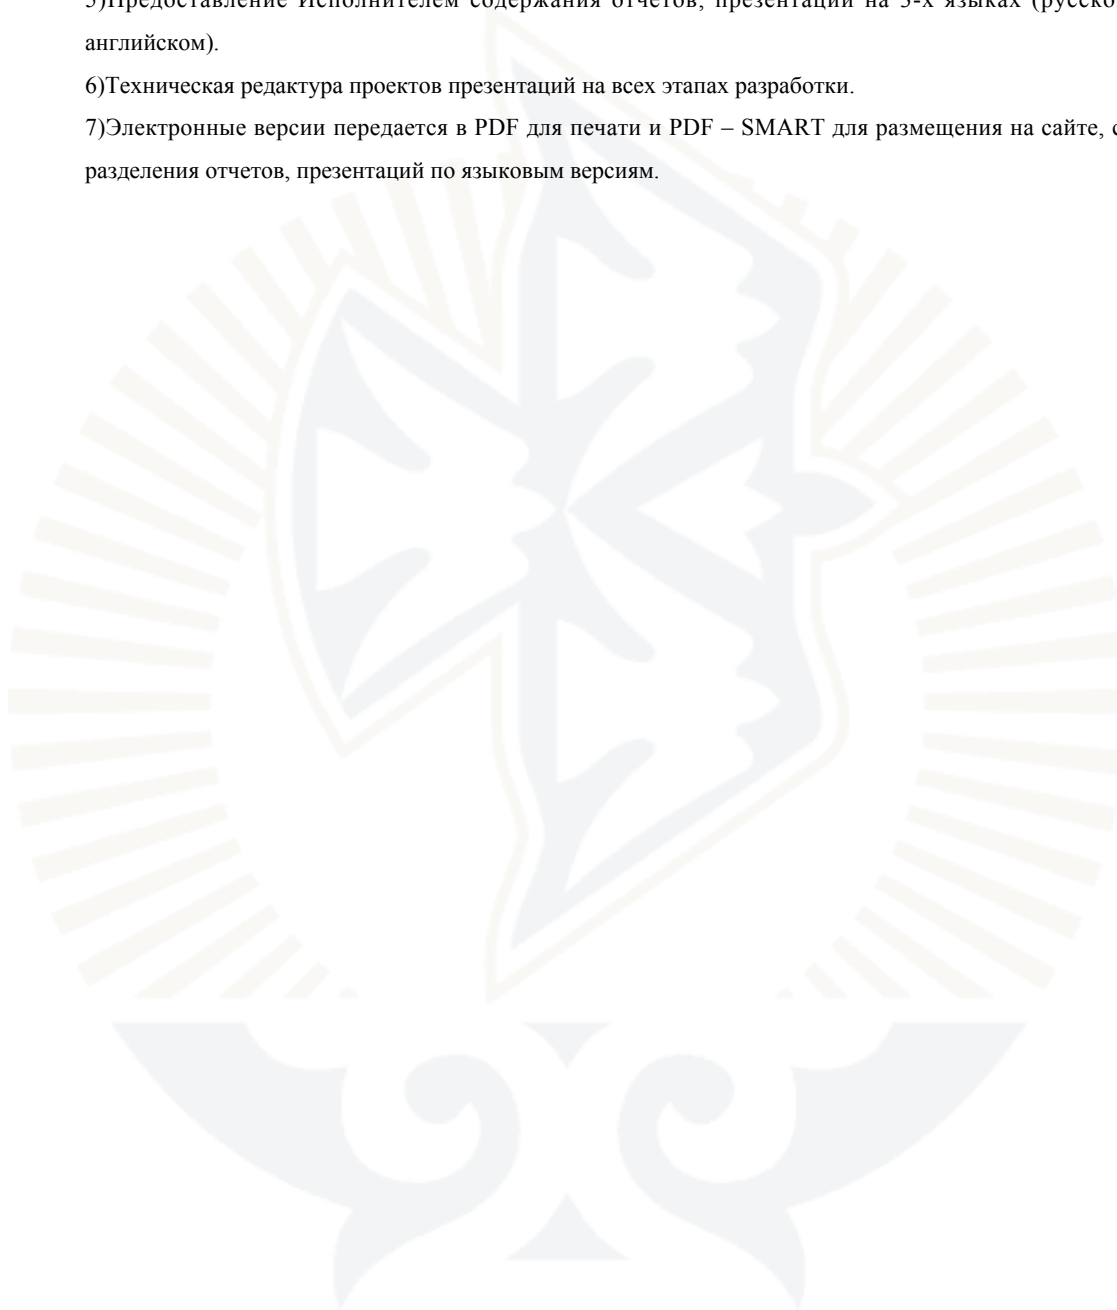 5)Предоставление Исполнителем содержания отчетов, презентаций на 3-х языках (русско
английском).
6)Техническая редактура проектов презентаций на всех этапах разработки.
7)Электронные версии передается в PDF для печати и PDF – SMART для размещения на сайте, с
разделения отчетов, презентаций по языковым версиям.